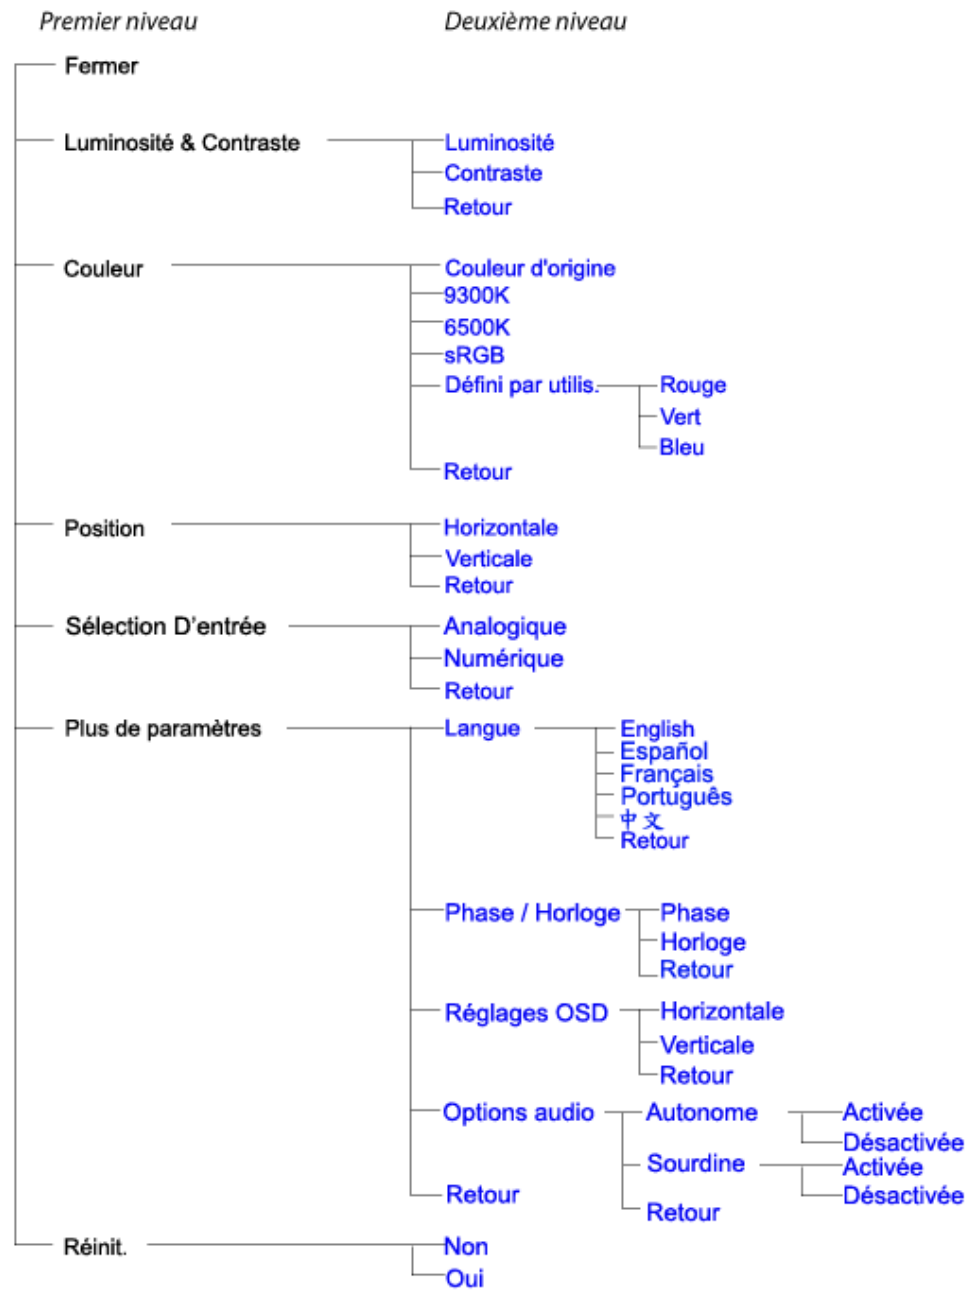 Premier niveau Deuxième niveau
Fermer
Luminosité & Contraste Luminosité
Contraste
Retour
Couleur Couleur d'origine
9300K
6500K
sRGB
Défini par utilis. Rouge
Vert
Bleu
Retour
Position Horizontale
Verticale
Retour
Sélection D’entrée Analogique
Numérique
Retour
Plus de paramètres Langue English
Español
Français
Português
中文
Retour
Phase / Horloge Phase
Horloge
Retour
Réglages OSD Horizontale
Verticale
Retour
Options audio Autonome Activée
Désactivée
Sourdine Activée
Retour Désactivée
Retour
Réinit. Non
Oui